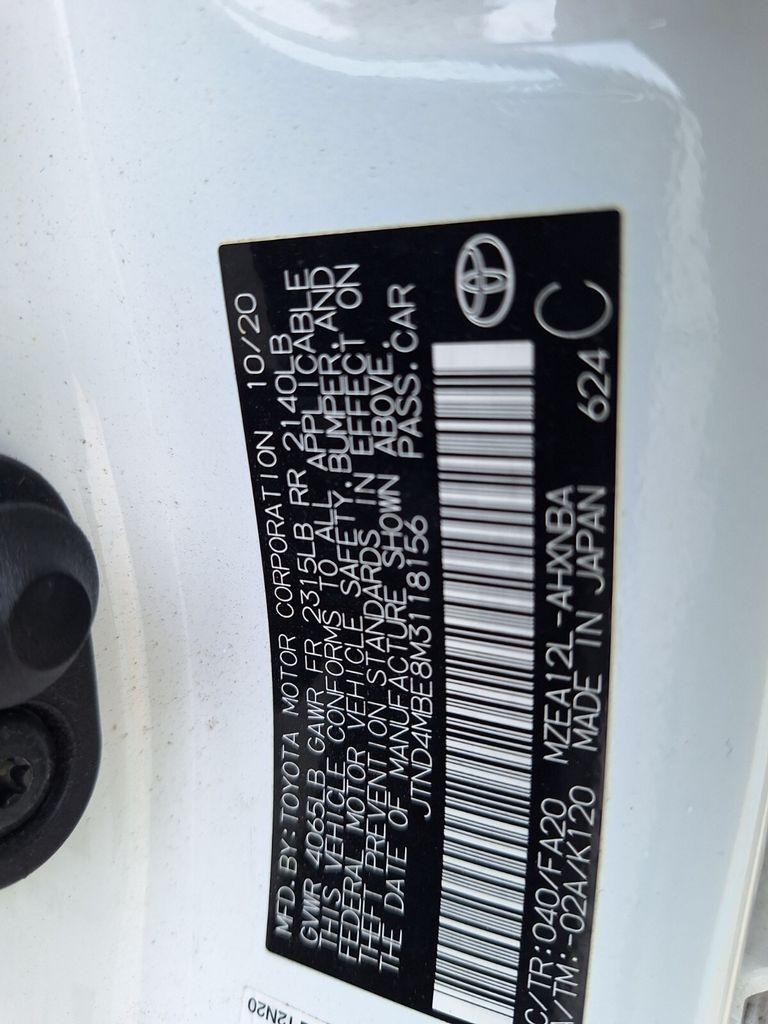 MFD. BY: TOYOTA MOTOR CORPORATION 10/20
GVWR 4065LB GAWR FR 2315LB RR 2140LB
THIS VEHICLE CONFORMS TO ALL APPLICABLE
FEDERAL MOTOR VEHICLE SAFETY, BUMPER, AND
THEFT PREVENTION STANDARDS IN EFFECT ON
THE DATE OF MANUFACTURE SHOWN ABOVE.
JTND4MBE8M3118156 PASS. CAR
C/TR:040/FA20 MZEA12L-AHXNBA
A/TM:-02A/K120 MADE IN JAPAN 624 C
12N20